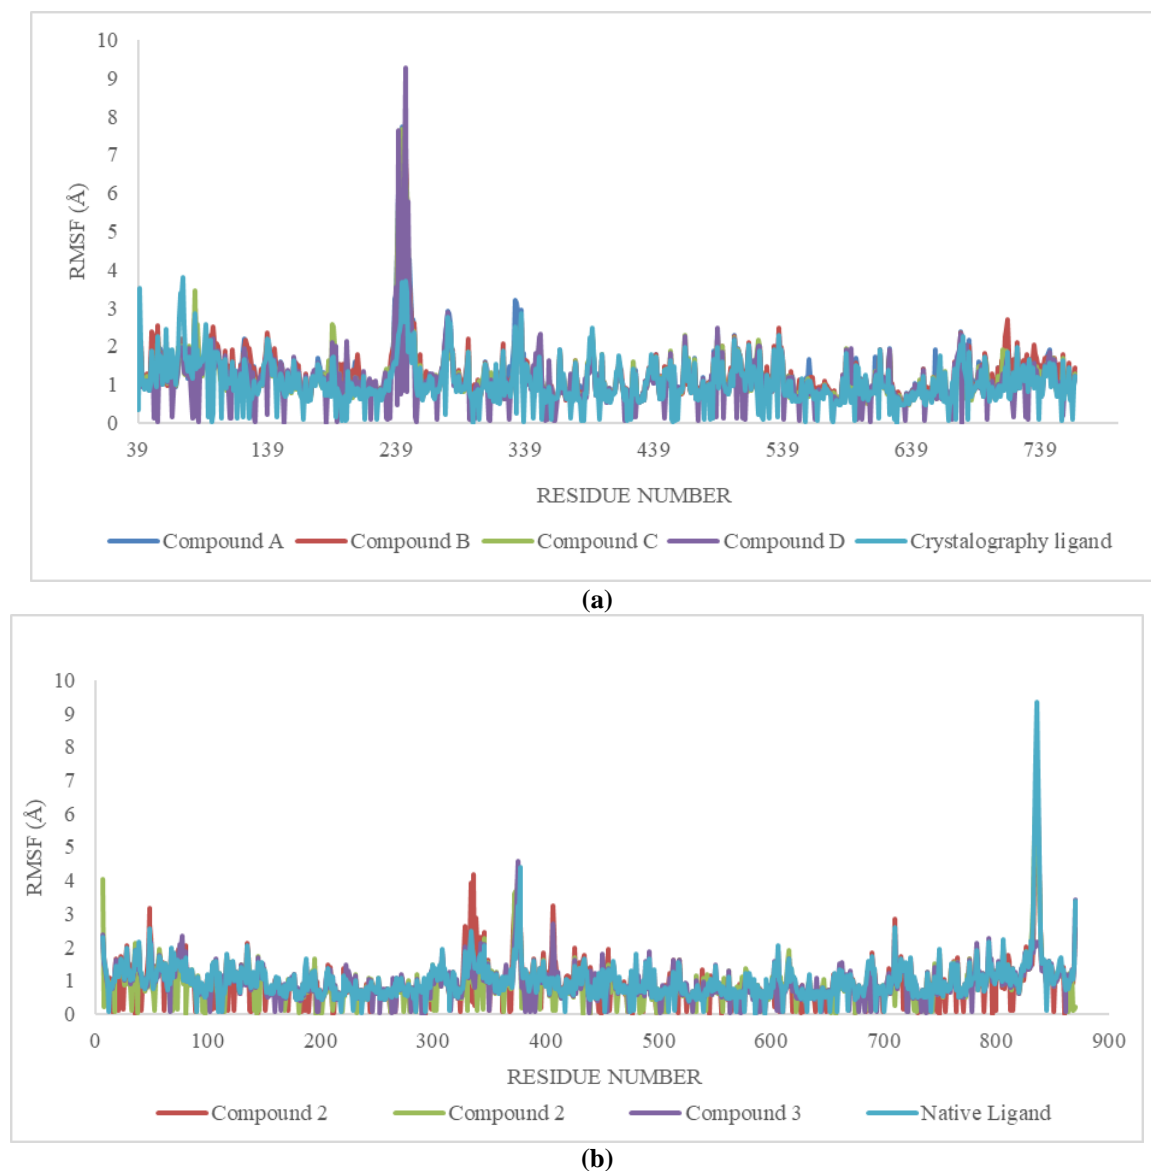 10
9
8
7
6
5
4
3
2
1
0
RMSF (Å)
39 139 239 339 439 539 639 739
RESIDUE NUMBER
Compound A Compound B Compound C Compound D Crystalography ligand
(a)
10
9
8
7
6
5
4
3
2
1
0
RMSF (Å)
0 100 200 300 400 500 600 700 800 900
RESIDUE NUMBER
Compound 2 Compound 2 Compound 3 Native Ligand
(b)